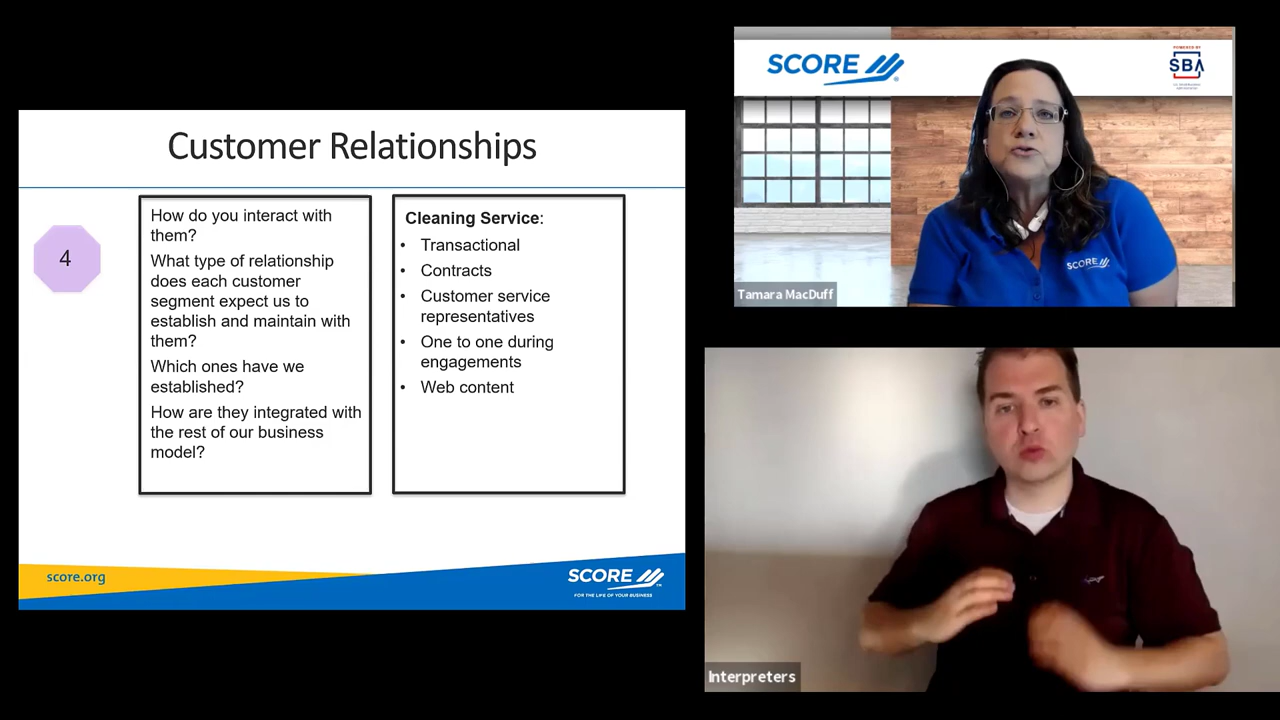 Customer Relationships
4
How do you interact with
them?
What type of relationship
does each customer
segment expect us to
establish and maintain with
them?
Which ones have we
established?
How are they integrated with
the rest of our business
model?
Cleaning Service:
• Transactional
• Contracts
• Customer service
representatives
• One to one during
engagements
• Web content
score.org
SCORE
FOR THE LIFE OF YOUR BUSINESS
SCORE
POWERED BY
SBA
SCORE
Tamara MacDuff
Interpreters